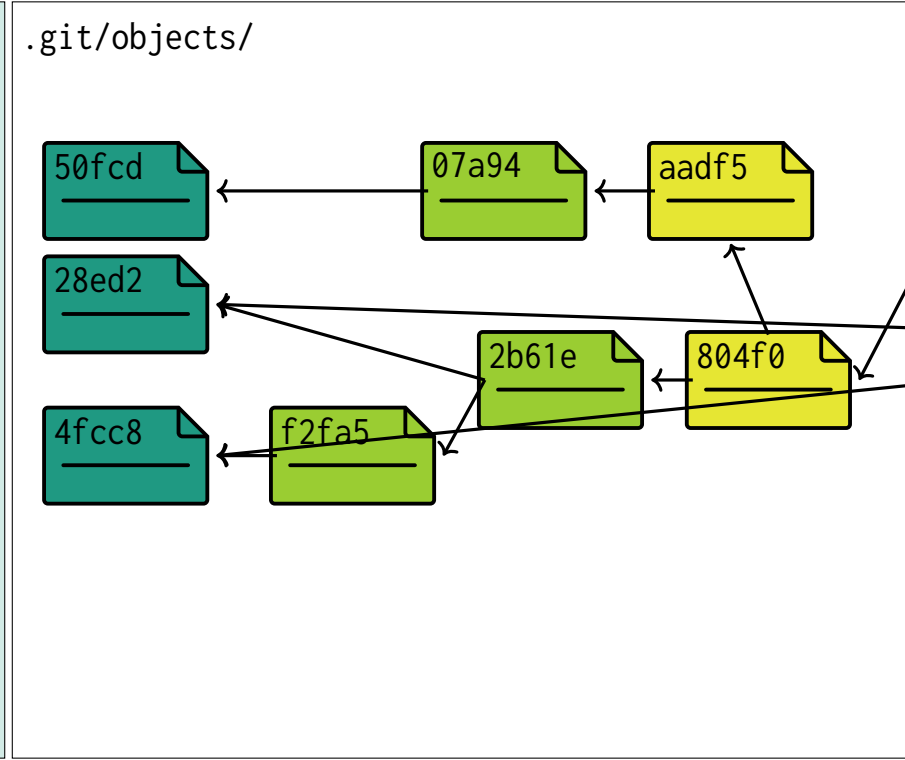 .git/objects/
50fcd
07a94
aadf5
28ed2
2b61e
804f0
4fcc8
f2fa5